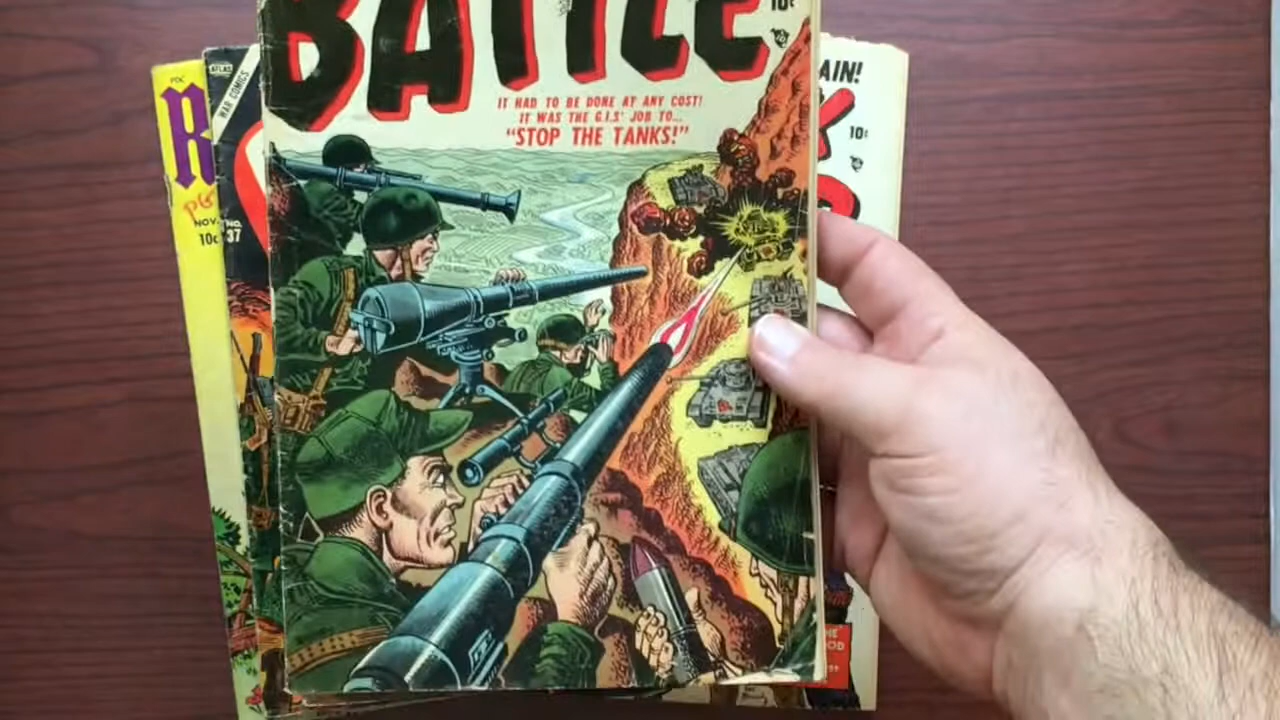 BATTLE
10¢
IT HAD TO BE DONE AT ANY COST!
IT WAS THE G.I.S' JOB TO...
"STOP THE TANKS!"
ATLAS
WAR COMICS
NOV.
10¢
NO.
37
AIN!
10¢